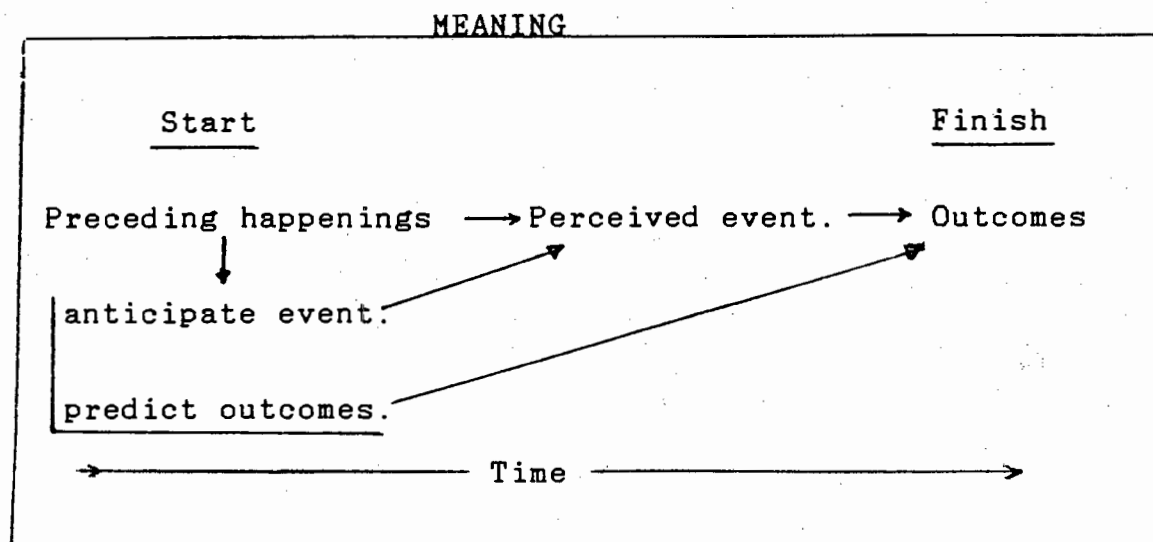 MEANING
Start Finish
Preceding happenings Perceived event. Outcomes
anticipate event.
predict outcomes.
Time